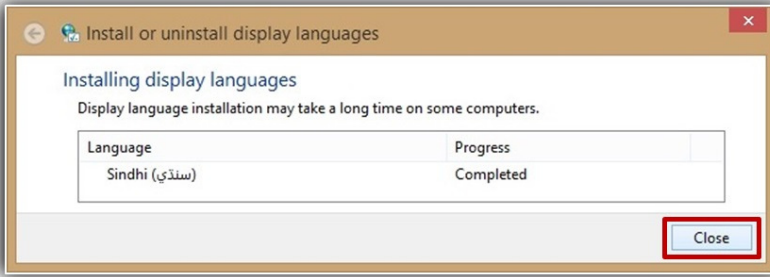 Install or uninstall display languages
Installing display languages
Display language installation may take a long time on some computers.
Language Progress
Sindhi (سنڌي) Completed
Close